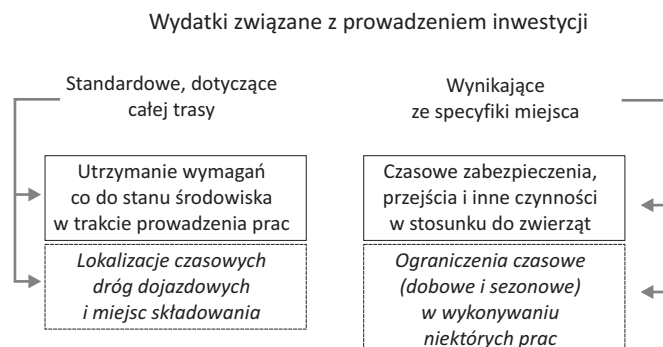 Wydatki związane z prowadzeniem inwestycji
Standardowe, dotyczące
całej trasy
Wynikające
ze specyfiki miejsca
Utrzymanie wymagań
co do stanu środowiska
w trakcie prowadzenia prac
Czasowe zabezpieczenia,
przejścia i inne czynności
w stosunku do zwierząt
Lokalizacje czasowych
dróg dojazdowych
i miejsc składowania
Ograniczenia czasowe
(dobowe i sezonowe)
w wykonywaniu
niektórych prac